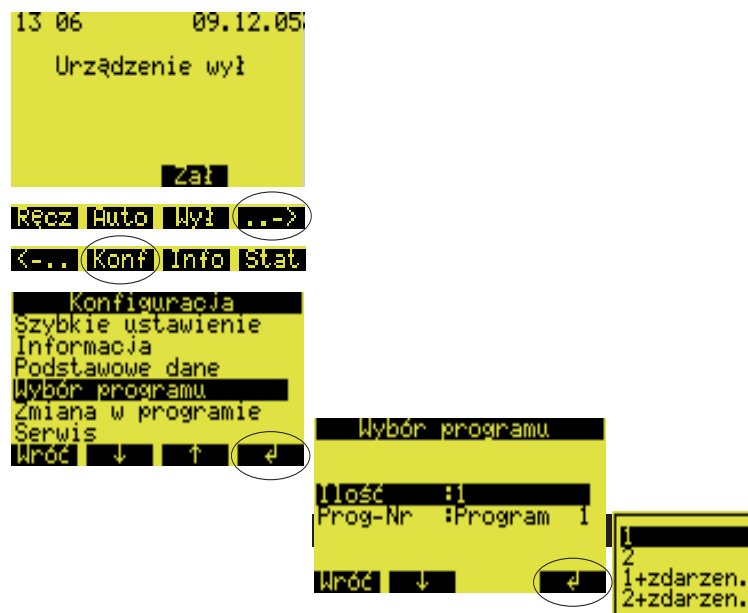 13 06 09.12.05
Urządzenie wył
Zał
Ręcz Auto Wył ..->
<-.. Konf Info Stat
Konfiguracja
Szybkie ustawienie
Informacja
Podstawowe dane
Wybór programu
Zmiana w programie
Serwis
Wróć ↓ ↑ ↲
Wybór programu
Ilość :1
Prog-Nr :Program 1
Wróć ↓ ↲
1
2
1+zdarzen.
2+zdarzen.